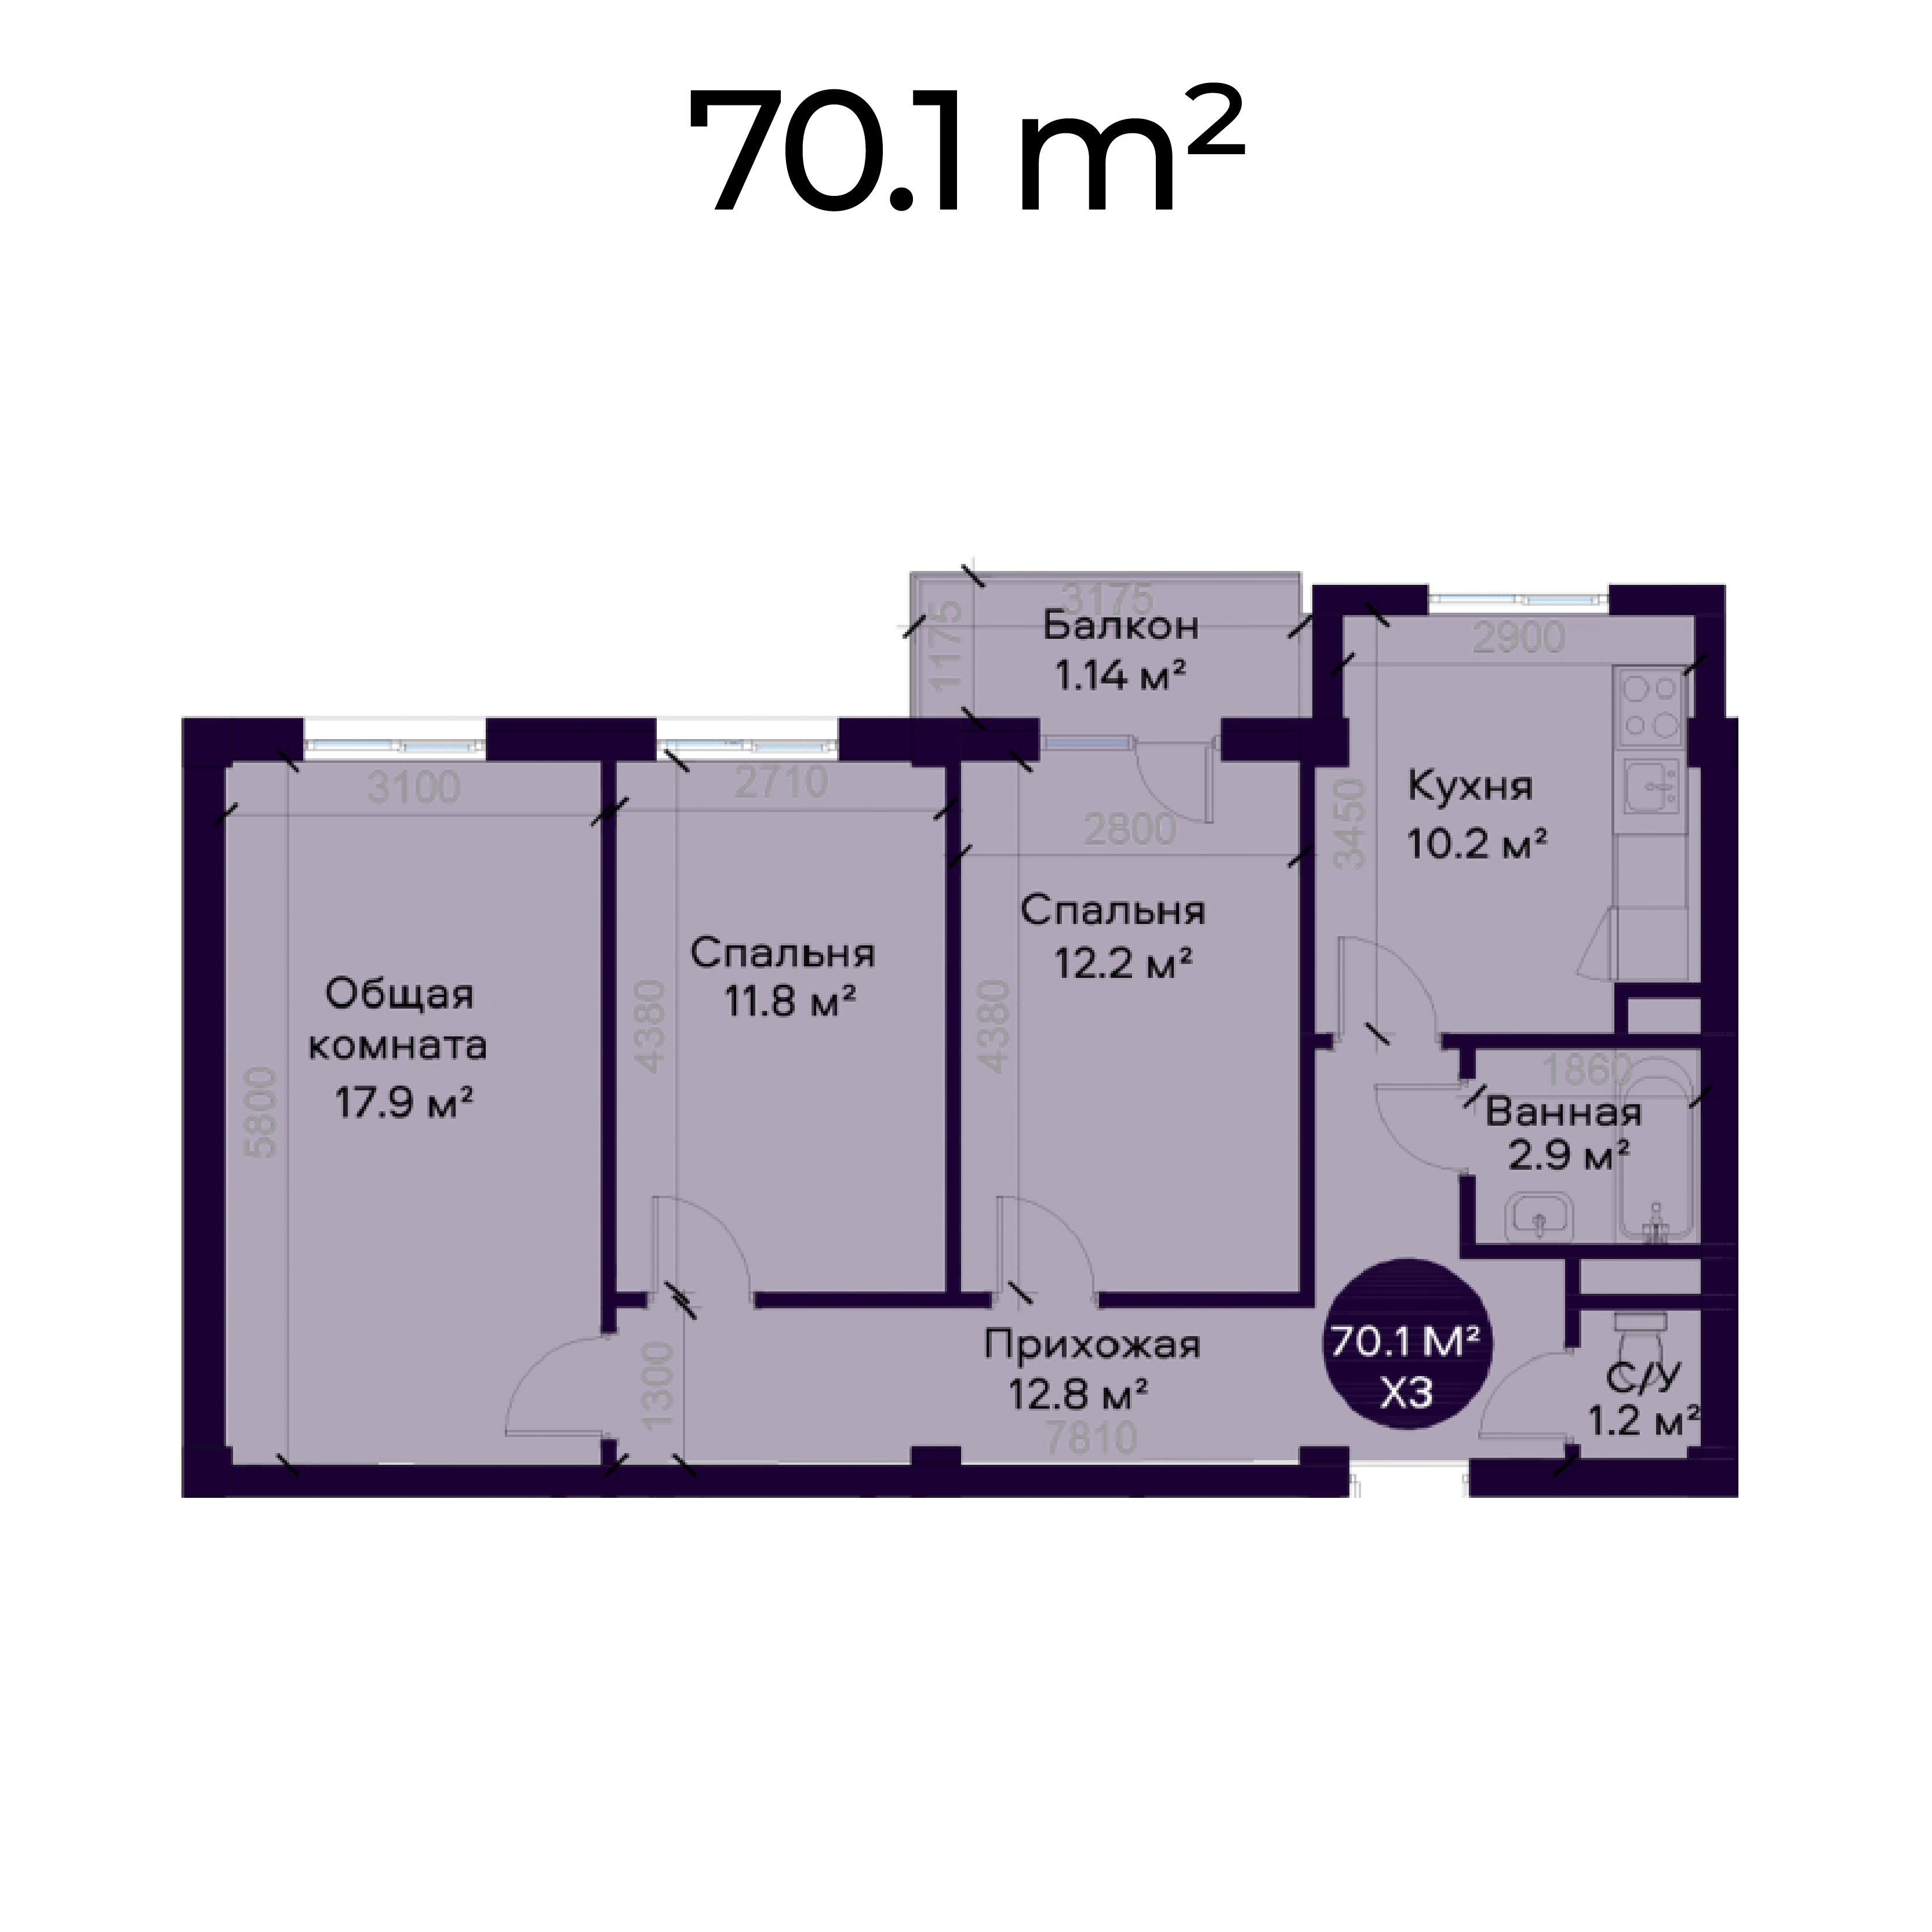 70.1 m²
3175
1175
Балкон
1.14 м²
2900
3100
2710
2800
3450
Кухня
10.2 м²
Спальня
12.2 м²
Спальня
11.8 м²
4380
4380
Общая
комната
17.9 м²
5800
1860
Ванная
2.9 м²
Прихожая
12.8 м²
7810
1300
70.1 М²
Х3
С/У
1.2 м²